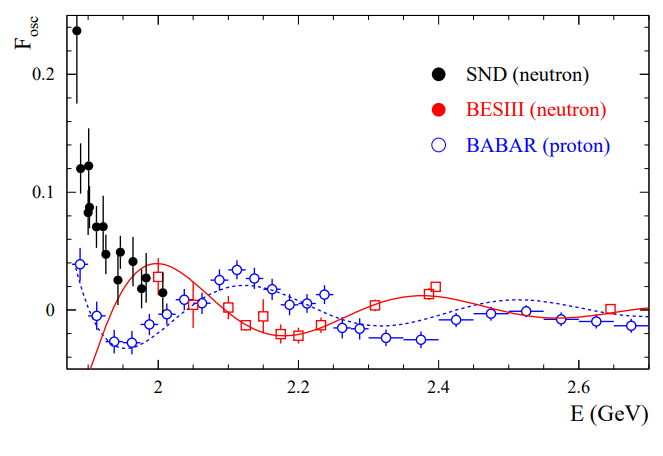 F_osc
0.2
0.1
0
SND (neutron)
BESIII (neutron)
BABAR (proton)
2 2.2 2.4 2.6
E (GeV)